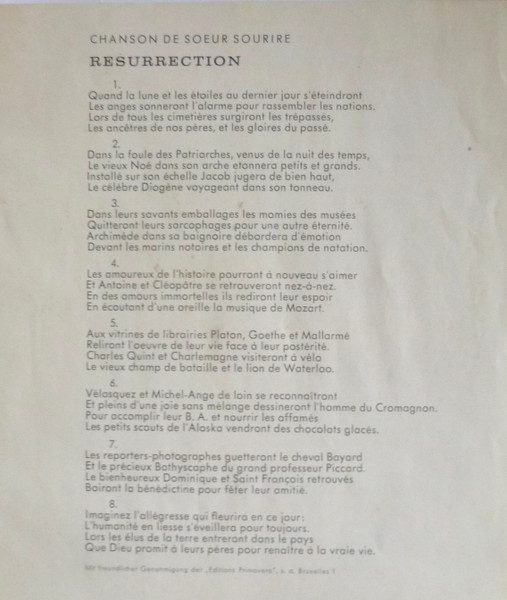 CHANSON DE SOEUR SOURIRE
RESURRECTION
1.
Quand la lune et les étoiles au dernier jour s'éteindront
Les anges sonneront l'alarme pour rassembler les nations.
Lors de tous les cimetières surgiront les trépassés,
Les ancêtres de nos pères, et les gloires du passé.
2.
Dans la foule des Patriarches, venus de la nuit des temps,
Le vieux Noé dans son arche etonnera petits et grands.
Installé sur son échelle Jacob jugera de bien haut,
Le célèbre Diogène voyageant dans son tonneau.
3.
Dans leurs savants emballages les momies des musées
Quitteront leurs sarcophages pour une autre éternité.
Archimède dans sa baignoire débordera d'émotion
Devant les marins notoires et les champions de natation.
4.
Les amoureux de l'histoire pourront à nouveau s'aimer
Et Antoine et Cléopâtre se retrouveront nez-à-nez.
En des amours immortelles ils rediront leur espoir
En écoutant d'une oreille la musique de Mozart.
5.
Aux vitrines de librairies Platon, Goethe et Mallarmé
Reliront l'oeuvre de leur vie face à leur postérité.
Charles Quint et Charlemagne visiteront à vélo
Le vieux champ de bataille et le lion de Waterloo.
6.
Vélasquez et Michel-Ange de loin se reconnaîtront
Et pleins d'une joie sans mélange dessineront l'homme du Cromagnon.
Pour accomplir leur B. A. et nourrir les affamés
Les petits scouts de l'Alaska vendront des chocolats glacés.
7.
Les reporters-photographes guetteront le cheval Bayard
Et le précieux Bathyscaphe du grand professeur Piccard.
Le bienheureux Dominique et Saint François retrouvés
Boiront la bénédictine pour fêter leur amitié.
8.
Imaginez l'allégresse qui fleurira en ce jour:
L'humanité en liesse s'éveillera pour toujours.
Lors les élus de la terre entreront dans le pays
Que Dieu promit à leurs pères pour renaître à la vraie vie.
Mit freundlicher Genehmigung der „Editions Primavera", s. a. Bruxelles 1